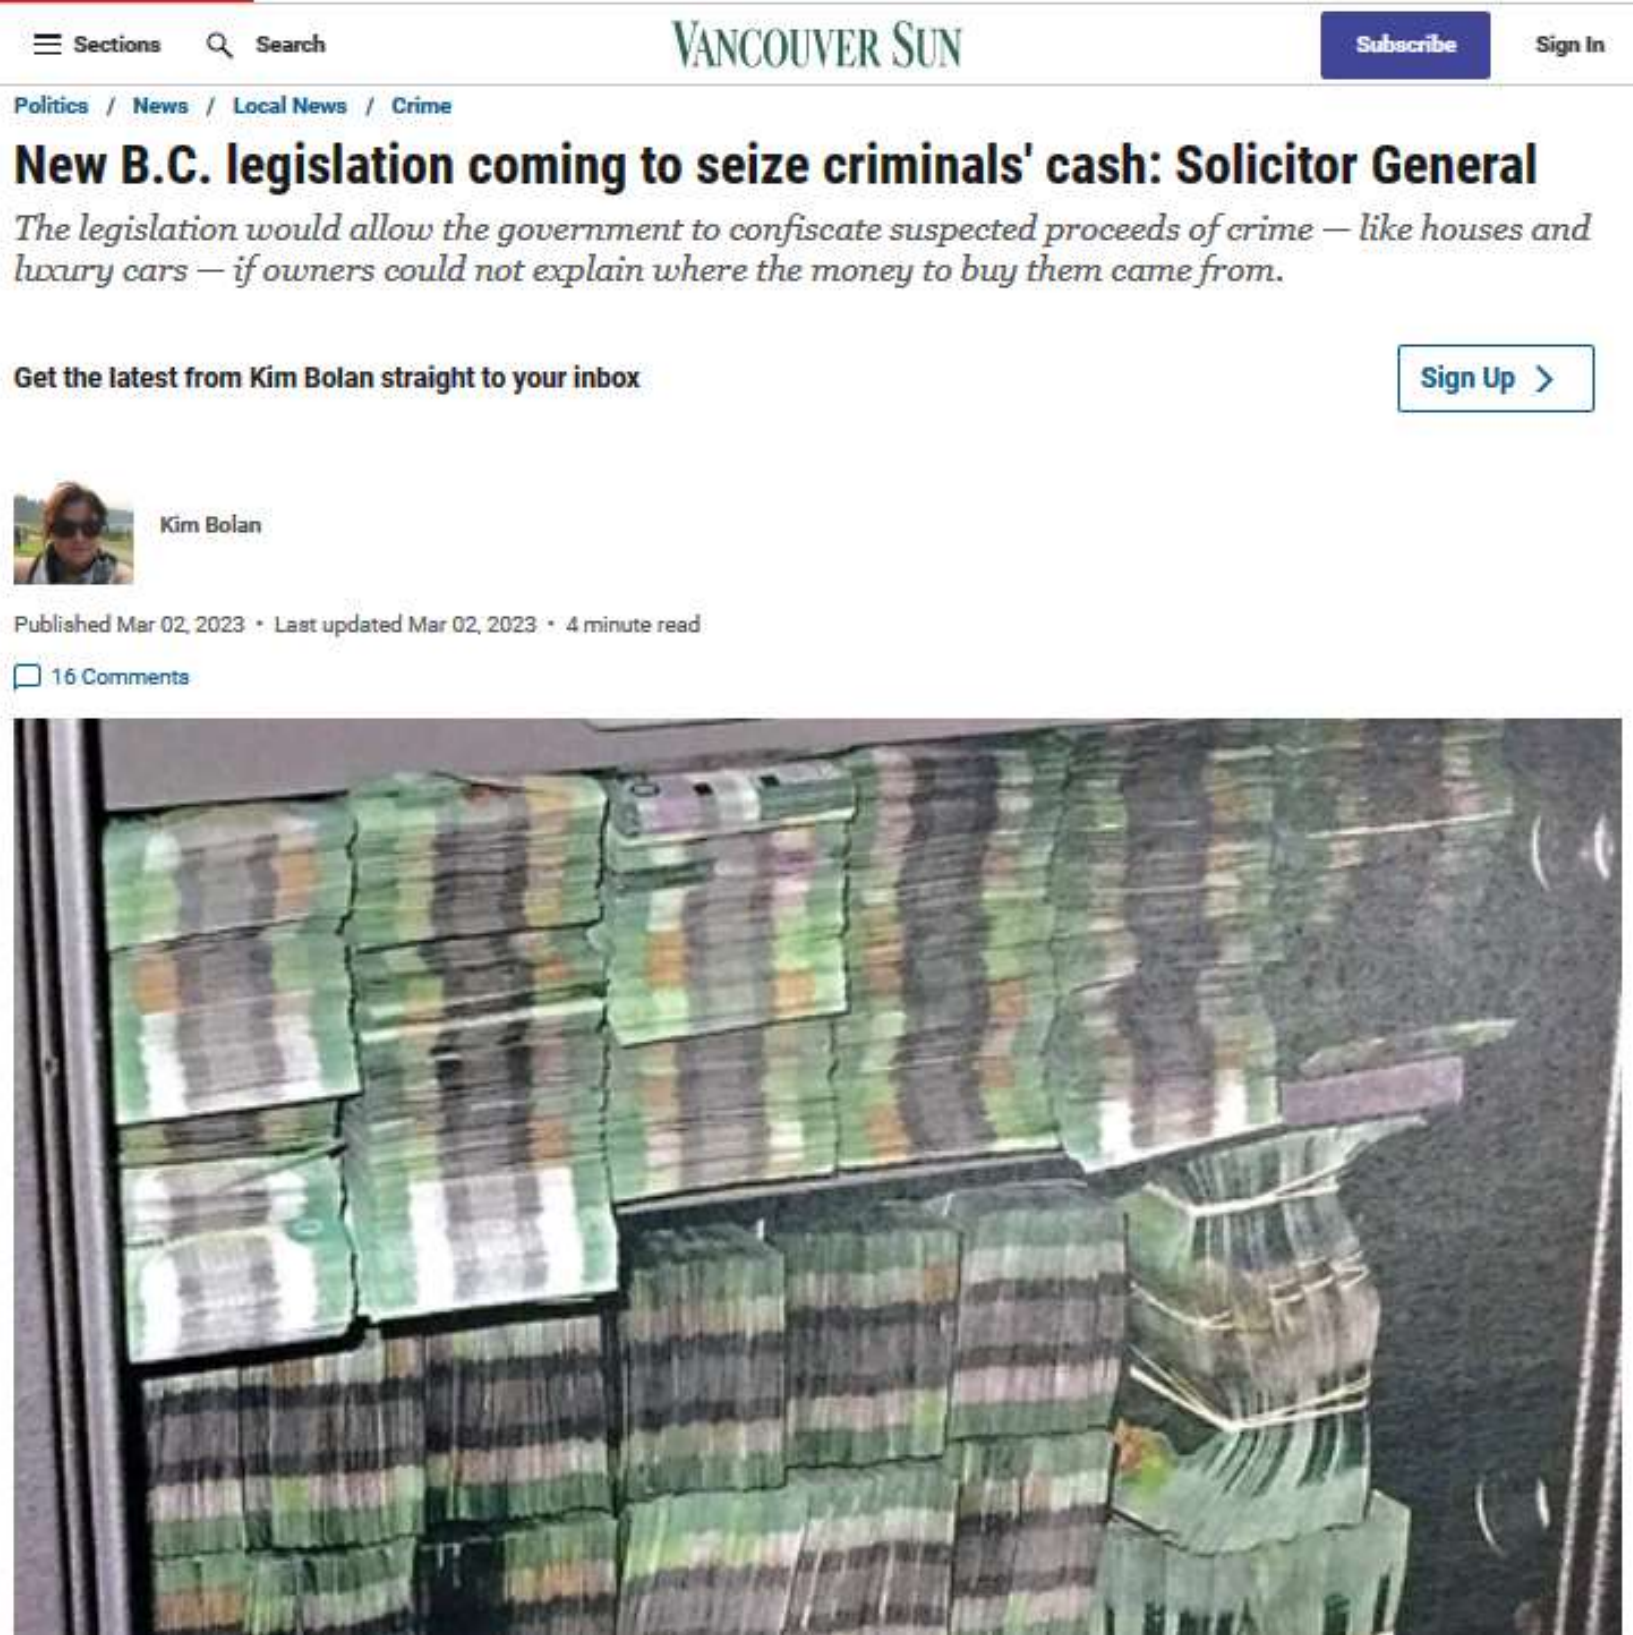 Sections Search VANCOUVER SUN Subscribe Sign In
Politics / News / Local News / Crime
New B.C. legislation coming to seize criminals' cash: Solicitor General
The legislation would allow the government to confiscate suspected proceeds of crime — like houses and
luxury cars — if owners could not explain where the money to buy them came from.
Get the latest from Kim Bolan straight to your inbox Sign Up
Kim Bolan
Published Mar 02, 2023 • Last updated Mar 02, 2023 • 4 minute read
16 Comments